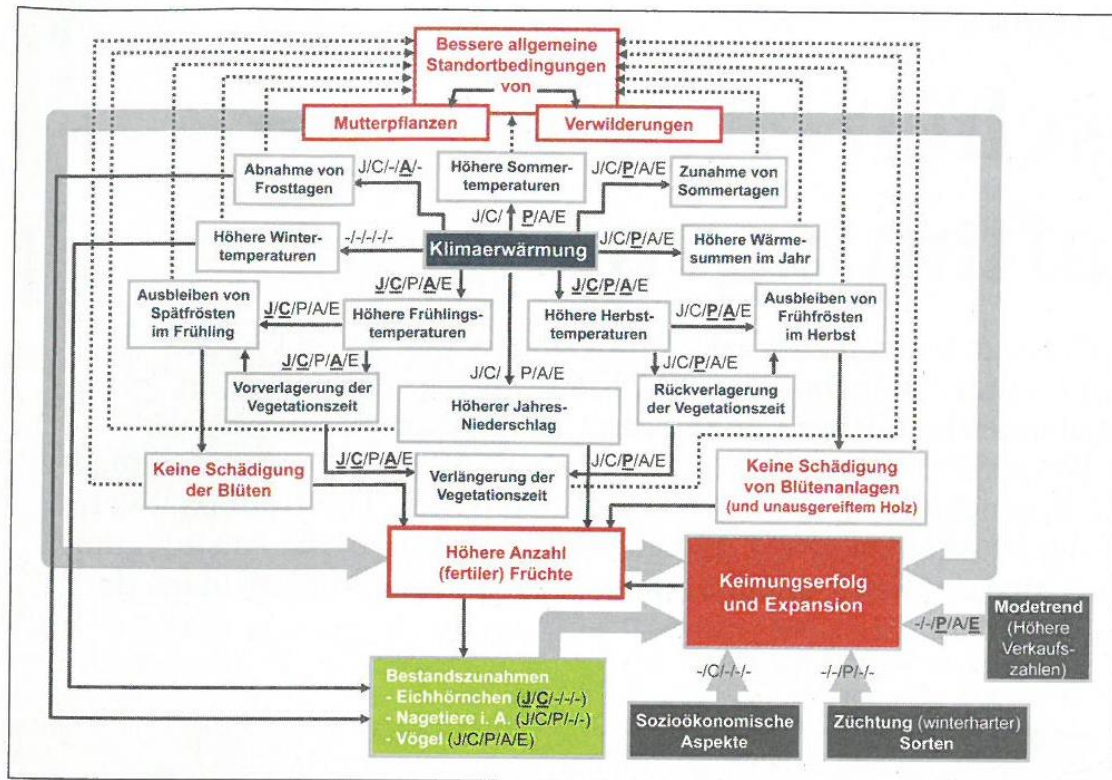 Bessere allgemeine
Standortbedingungen
von
Mutterpflanzen
Verwilderungen
Abnahme von
Frosttagen
J/C/-/A/-
Höhere Sommer-
temperaturen
J/C/P/A/E
Zunahme von
Sommertagen
J/C/ P/A/E
Höhere Winter-
temperaturen
-/-/-/-/-
Klimaerwärmung
J/C/P/A/E
Höhere Wärme-
summen im Jahr
J/C/P/A/E
J/C/P/A
Ausbleiben von
Spätfrösten
im Frühling
J/C/P/A/E
Höhere Frühlings-
temperaturen
Höhere Herbst-
temperaturen
J/C/P/A/E
Ausbleiben von
Frühfrösten
im Herbst
J/C/P/A/E
J/C/ P/A/E
J/C/P/A/E
Vorverlagerung der
Vegetationszeit
Höherer Jahres-
Niederschlag
Rückverlagerung
der Vegetationszeit
Keine Schädigung
der Blüten
J/C/P/A/E
Verlängerung der
Vegetationszeit
J/C/P/A/E
Keine Schädigung
von Blütenanlagen
(und unausgereiftem Holz)
Höhere Anzahl
(fertiler) Früchte
Keimungserfolg
und Expansion
-/-/P/A/E
Modetrend
(Höhere
Verkaufs-
zahlen)
Bestandszunahmen
- Eichhörnchen (J/C/-/-/-)
- Nagetiere i. A. (J/C/P/-/-)
- Vögel (J/C/P/A/E)
-/C/-/-/-
-/-/P/-/-
Sozioökonomische
Aspekte
Züchtung (winterharter)
Sorten